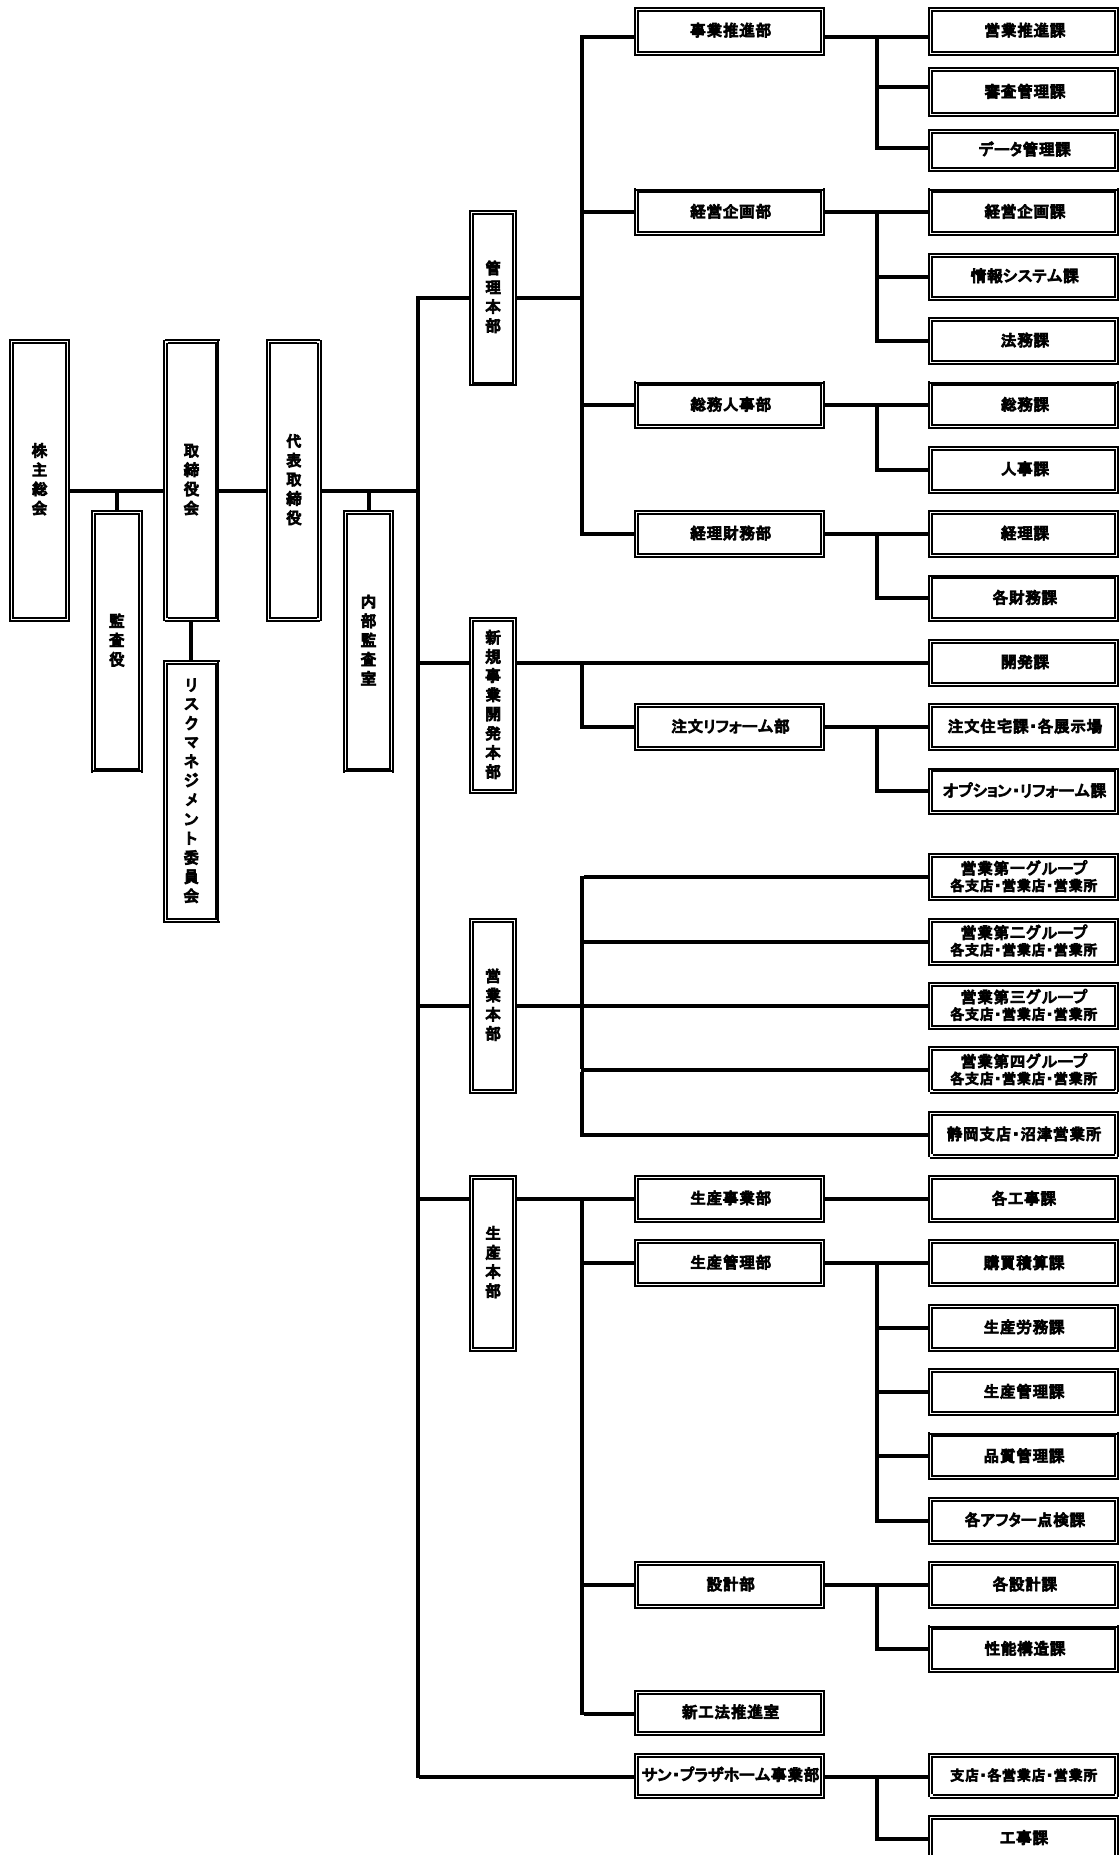 株主総会
監査役
取締役会
リスクマネジメント委員会
代表取締役
内部監査室
管理本部
事業推進部
営業推進課
審査管理課
データ管理課
経営企画部
経営企画課
情報システム課
法務課
総務人事部
総務課
人事課
経理財務部
経理課
各財務課
新規事業開発本部
開発課
注文リフォーム部
注文住宅課・各展示場
オプション・リフォーム課
営業本部
営業第一グループ
各支店・営業店・営業所
営業第二グループ
各支店・営業店・営業所
営業第三グループ
各支店・営業店・営業所
営業第四グループ
各支店・営業店・営業所
静岡支店・沼津営業所
生産本部
生産事業部
各工事課
生産管理部
購買積算課
生産労務課
生産管理課
品質管理課
各アフター点検課
設計部
各設計課
性能構造課
新工法推進室
サン・プラザホーム事業部
支店・各営業店・営業所
工事課